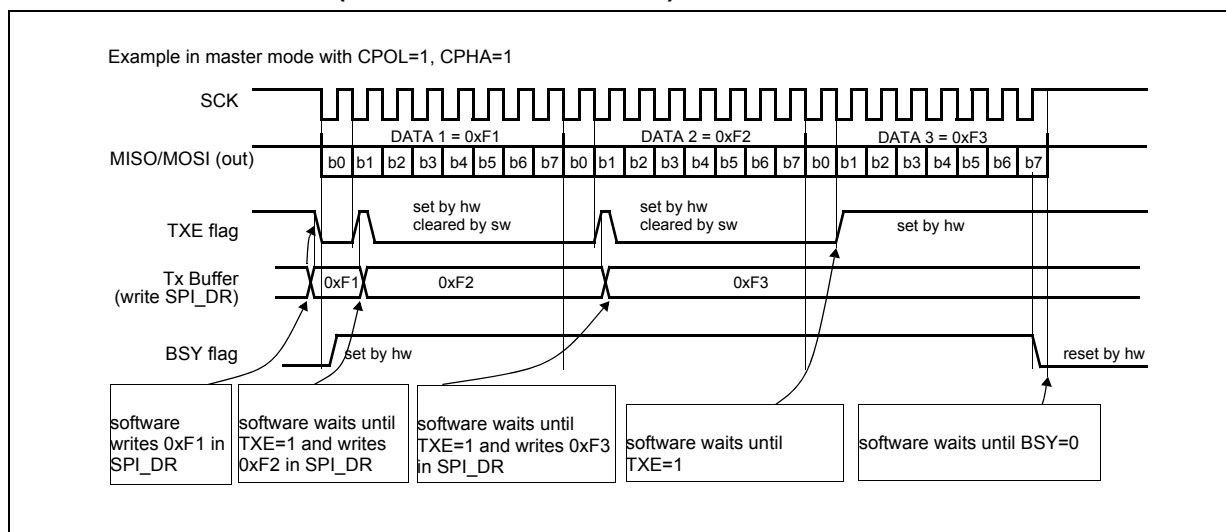 Example in master mode with CPOL=1, CPHA=1
SCK
DATA 1 = 0xF1
DATA 2 = 0xF2
DATA 3 = 0xF3
MISO/MOSI (out)
b0 b1 b2 b3 b4 b5 b6 b7 b0 b1 b2 b3 b4 b5 b6 b7 b0 b1 b2 b3 b4 b5 b6 b7
TXE flag
set by hw
cleared by sw
set by hw
cleared by sw
set by hw
Tx Buffer
(write SPI_DR)
0xF1
0xF2
0xF3
BSY flag
set by hw
reset by hw
software
writes 0xF1 in
SPI_DR
software waits until
TXE=1 and writes
0xF2 in SPI_DR
software waits until
TXE=1 and writes 0xF3
in SPI_DR
software waits until
TXE=1
software waits until BSY=0